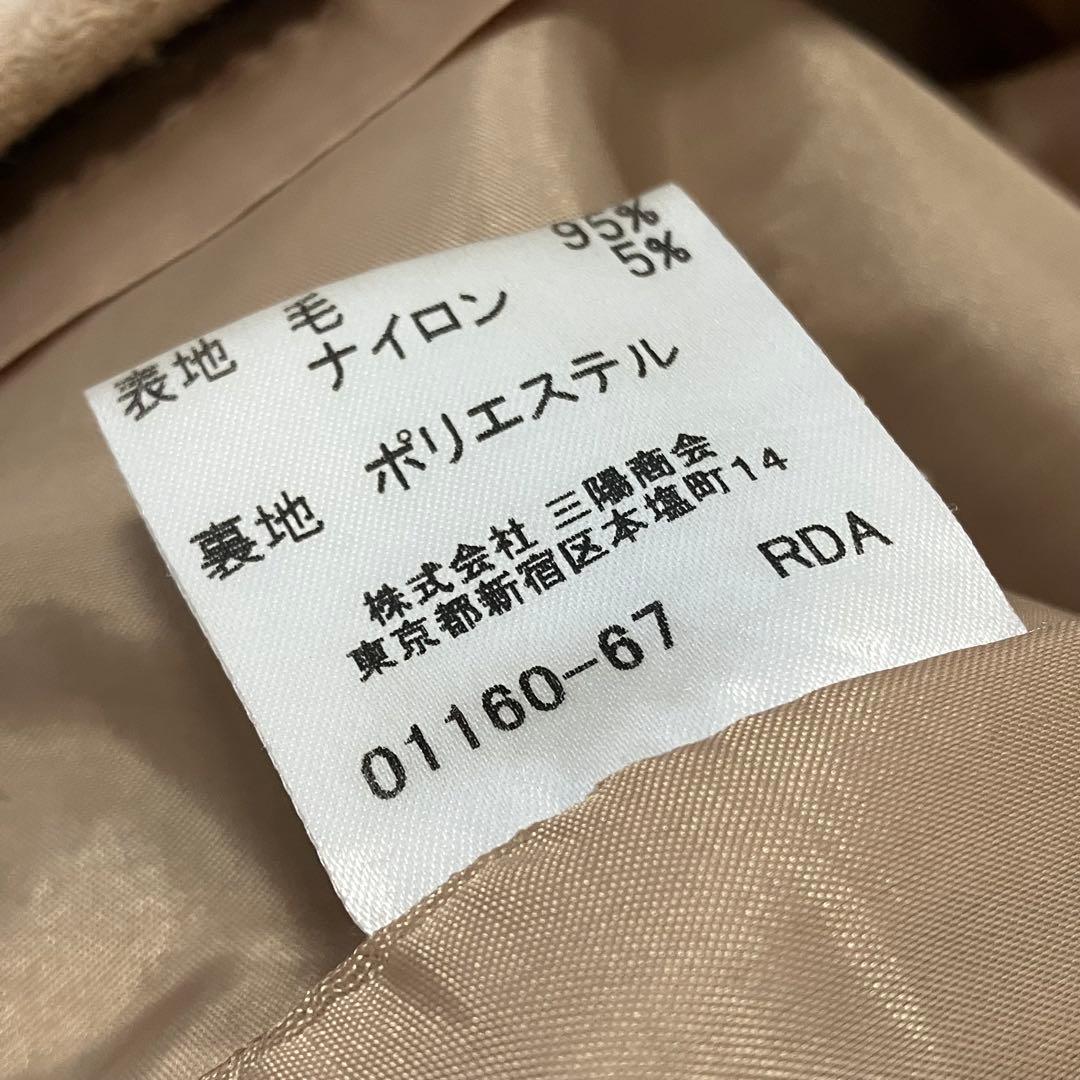 表地 毛 95%
ナイロン 5%
裏地 ポリエステル
株式会社 三陽商会
東京都新宿区本塩町14
01160-67 RDA